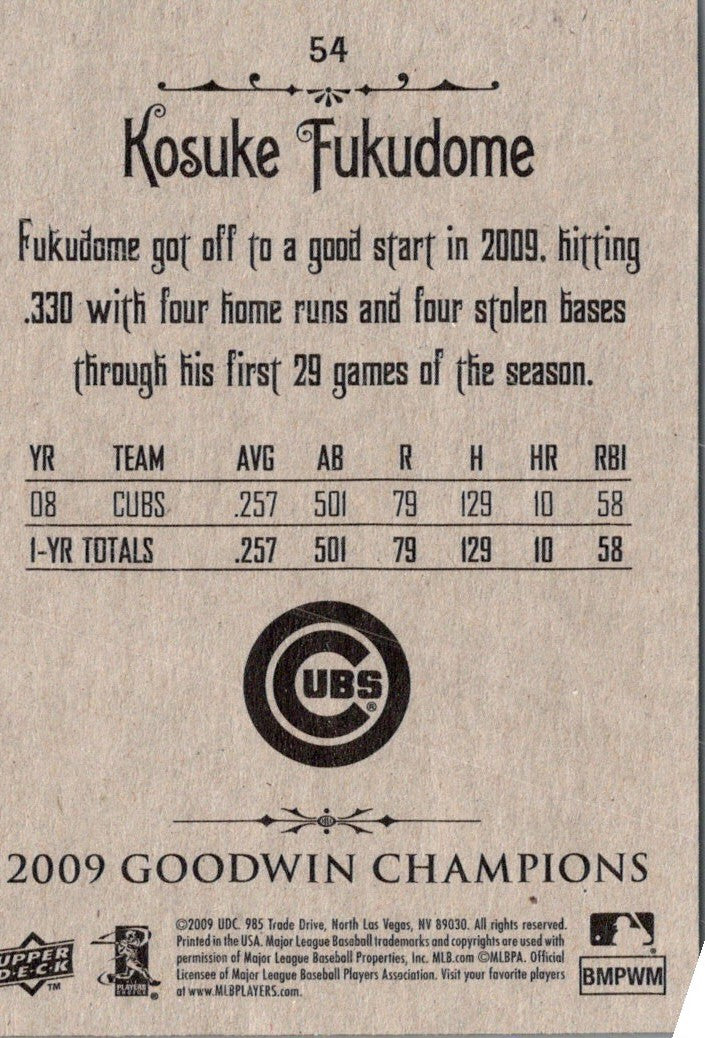 54
Kosuke Fukudome
Fukudome got off to a good start in 2009, hitting
.330 with four home runs and four stolen bases
through his first 29 games of the season.
YR TEAM AVG AB R H HR RBI
08 CUBS .257 501 79 129 10 58
1-YR TOTALS .257 501 79 129 10 58
CUBS ®
2009 GOODWIN CHAMPIONS
©2009 UDC. 985 Trade Drive, North Las Vegas, NV 89030. All rights reserved.
Printed in the USA. Major League Baseball trademarks and copyrights are used with
permission of Major League Baseball Properties, Inc. MLB.com ©MLBPA. Official
Licensee of Major League Baseball Players Association. Visit your favorite players
at www.MLBPLAYERS.com.
UPPER
DECK
TM
PLAYERS
CHOICE
®
BMPWM